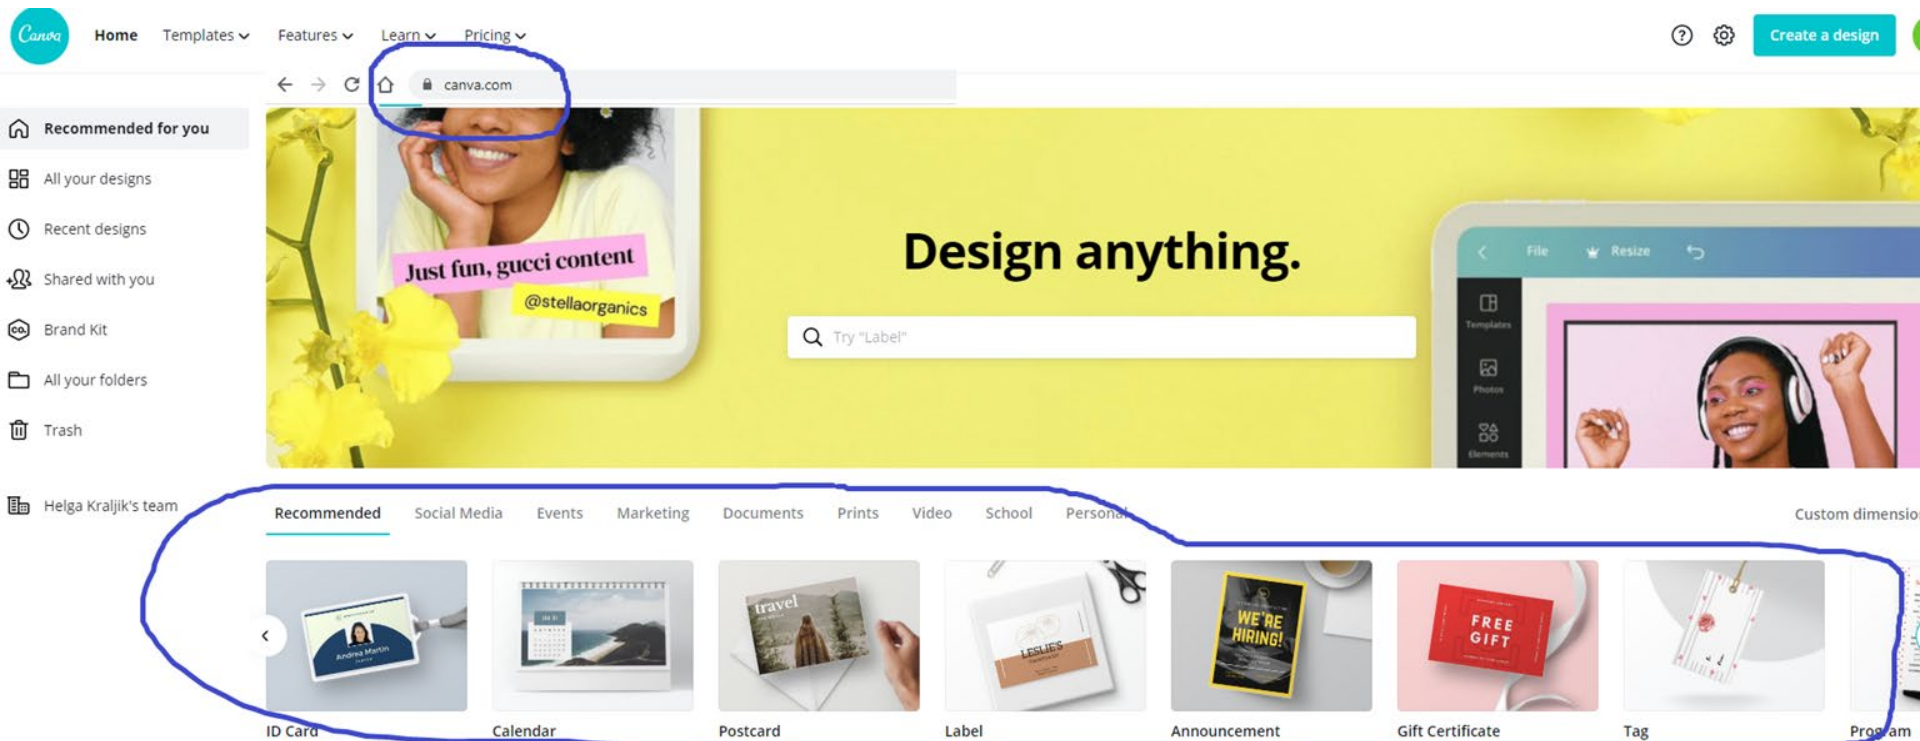 Canva
Home Templates Features Learn Pricing
Create a design
canva.com
Recommended for you
All your designs
Recent designs
Shared with you
Brand Kit
All your folders
Trash
Helga Kraljik's team
Just fun, gucci content
@stellaorganics
Design anything.
Try "Label"
File Resize
Templates
Photos
Elements
Recommended Social Media Events Marketing Documents Prints Video School Personal
Custom dimensio
Andrea Martin
travel
LESLIE'S
WE'RE
HIRING!
FREE
GIFT
ID Card Calendar Postcard Label Announcement Gift Certificate Tag Program